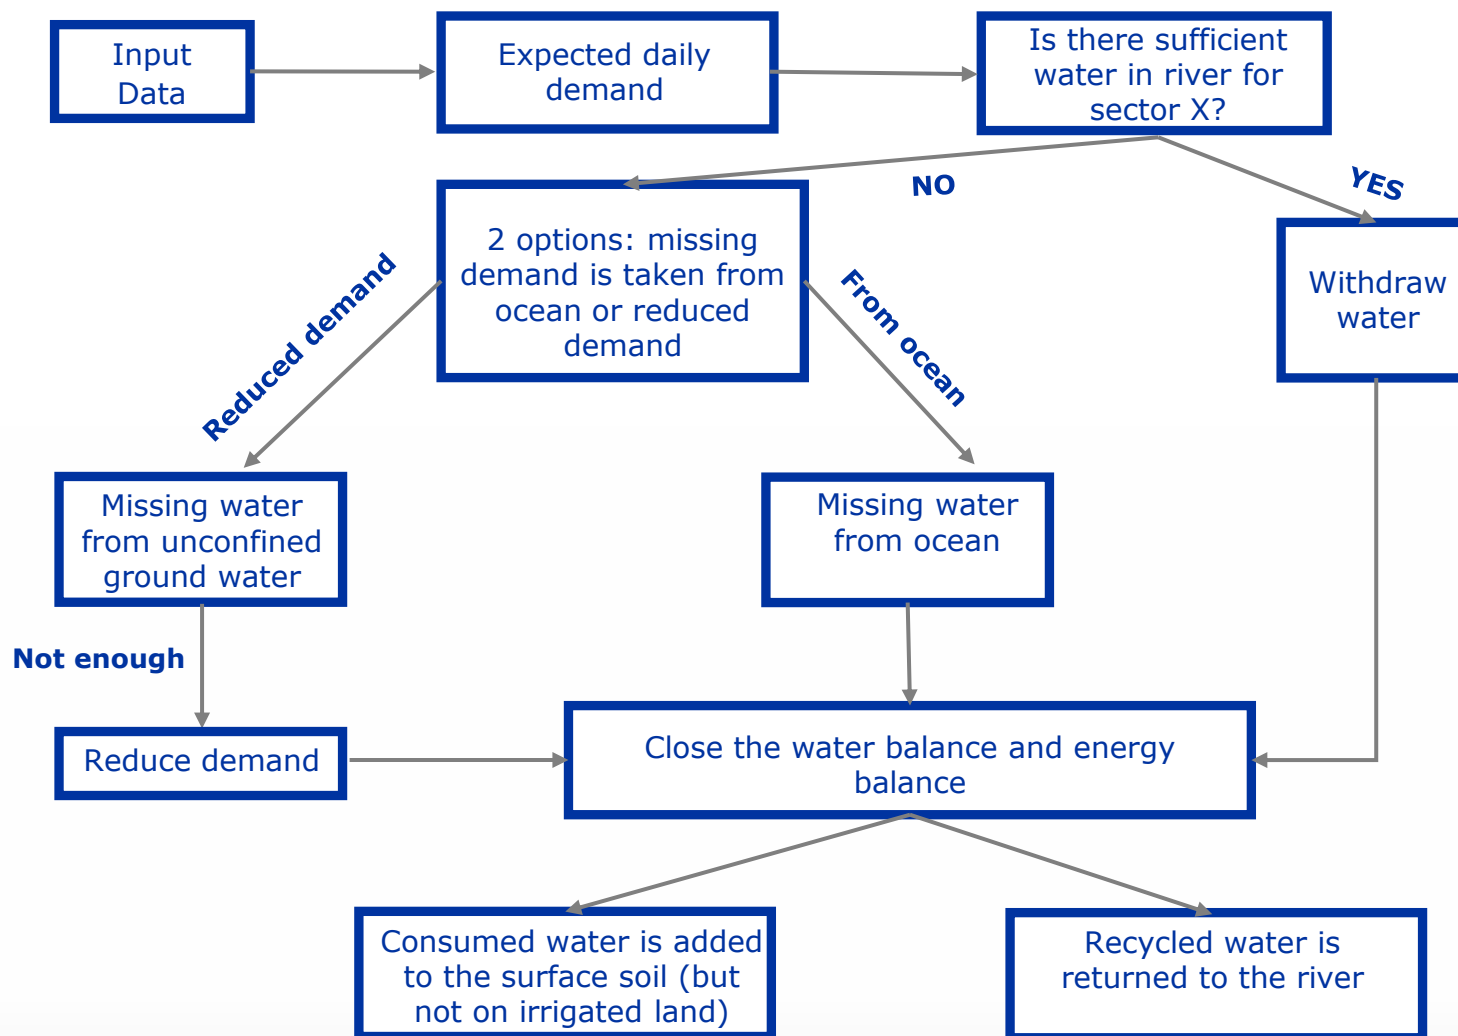 Input
Data
Expected daily
demand
Is there sufficient
water in river for
sector X?
NO
YES
2 options: missing
demand is taken from
ocean or reduced
demand
Withdraw
water
Reduced demand
From ocean
Missing water
from unconfined
ground water
Missing water
from ocean
Not enough
Reduce demand
Close the water balance and energy
balance
Consumed water is added
to the surface soil (but
not on irrigated land)
Recycled water is
returned to the river